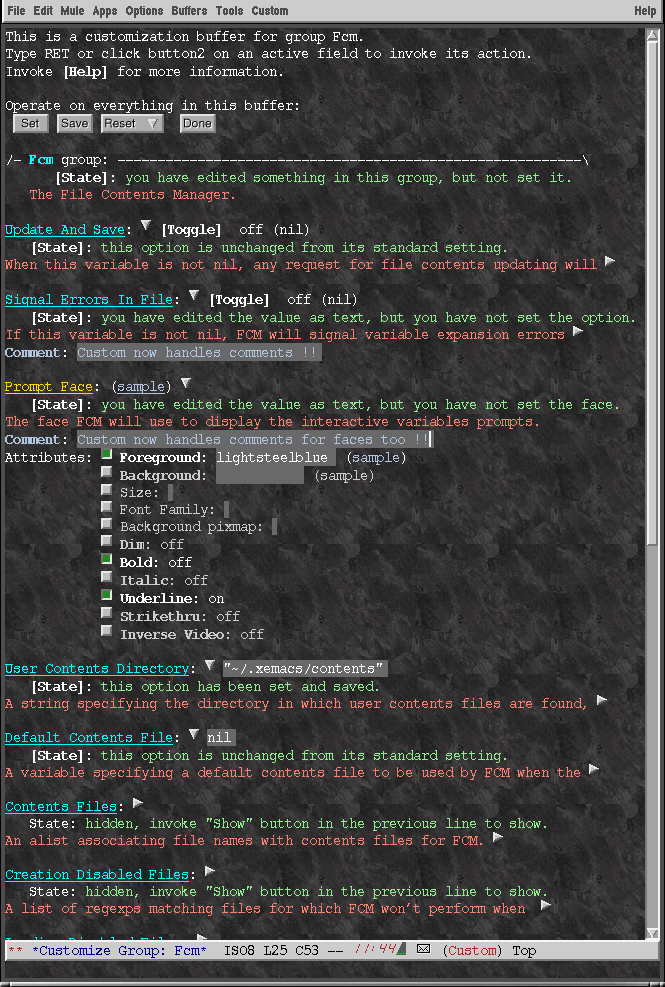 File Edit Mule Apps Options Buffers Tools Custom Help
This is a customization buffer for group Fcm.
Type RET or click button2 on an active field to invoke its action.
Invoke [Help] for more information.
Operate on everything in this buffer:
Set Save Reset Done
/- Fcm group: ----------------------------------------------------------\
[State]: you have edited something in this group, but not set it.
The File Contents Manager.
Update And Save: [Toggle] off (nil)
[State]: this option is unchanged from its standard setting.
When this variable is not nil, any request for file contents updating will
Signal Errors In File: [Toggle] off (nil)
[State]: you have edited the value as text, but you have not set the option.
If this variable is not nil, FCM will signal variable expansion errors
Comment: Custom now handles comments !!
Prompt Face: (sample)
[State]: you have edited the value as text, but you have not set the face.
The face FCM will use to display the interactive variables prompts.
Comment: Custom now handles comments for faces too !!
Attributes: Foreground: lightsteelblue (sample)
Background: (sample)
Size:
Font Family:
Background pixmap:
Dim: off
Bold: off
Italic: off
Underline: on
Strikethru: off
Inverse Video: off
User Contents Directory: "~/.xemacs/contents"
[State]: this option has been set and saved.
A string specifying the directory in which user contents files are found,
Default Contents File: nil
[State]: this option is unchanged from its standard setting.
A variable specifying a default contents file to be used by FCM when the
Contents Files:
State: hidden, invoke "Show" button in the previous line to show.
An alist associating file names with contents files for FCM.
Creation Disabled Files:
State: hidden, invoke "Show" button in the previous line to show.
A list of regexps matching files for which FCM won't perform when
** *Customize Group: Fcm* ISO8 L25 C53 -- 11:44 (Custom) Top